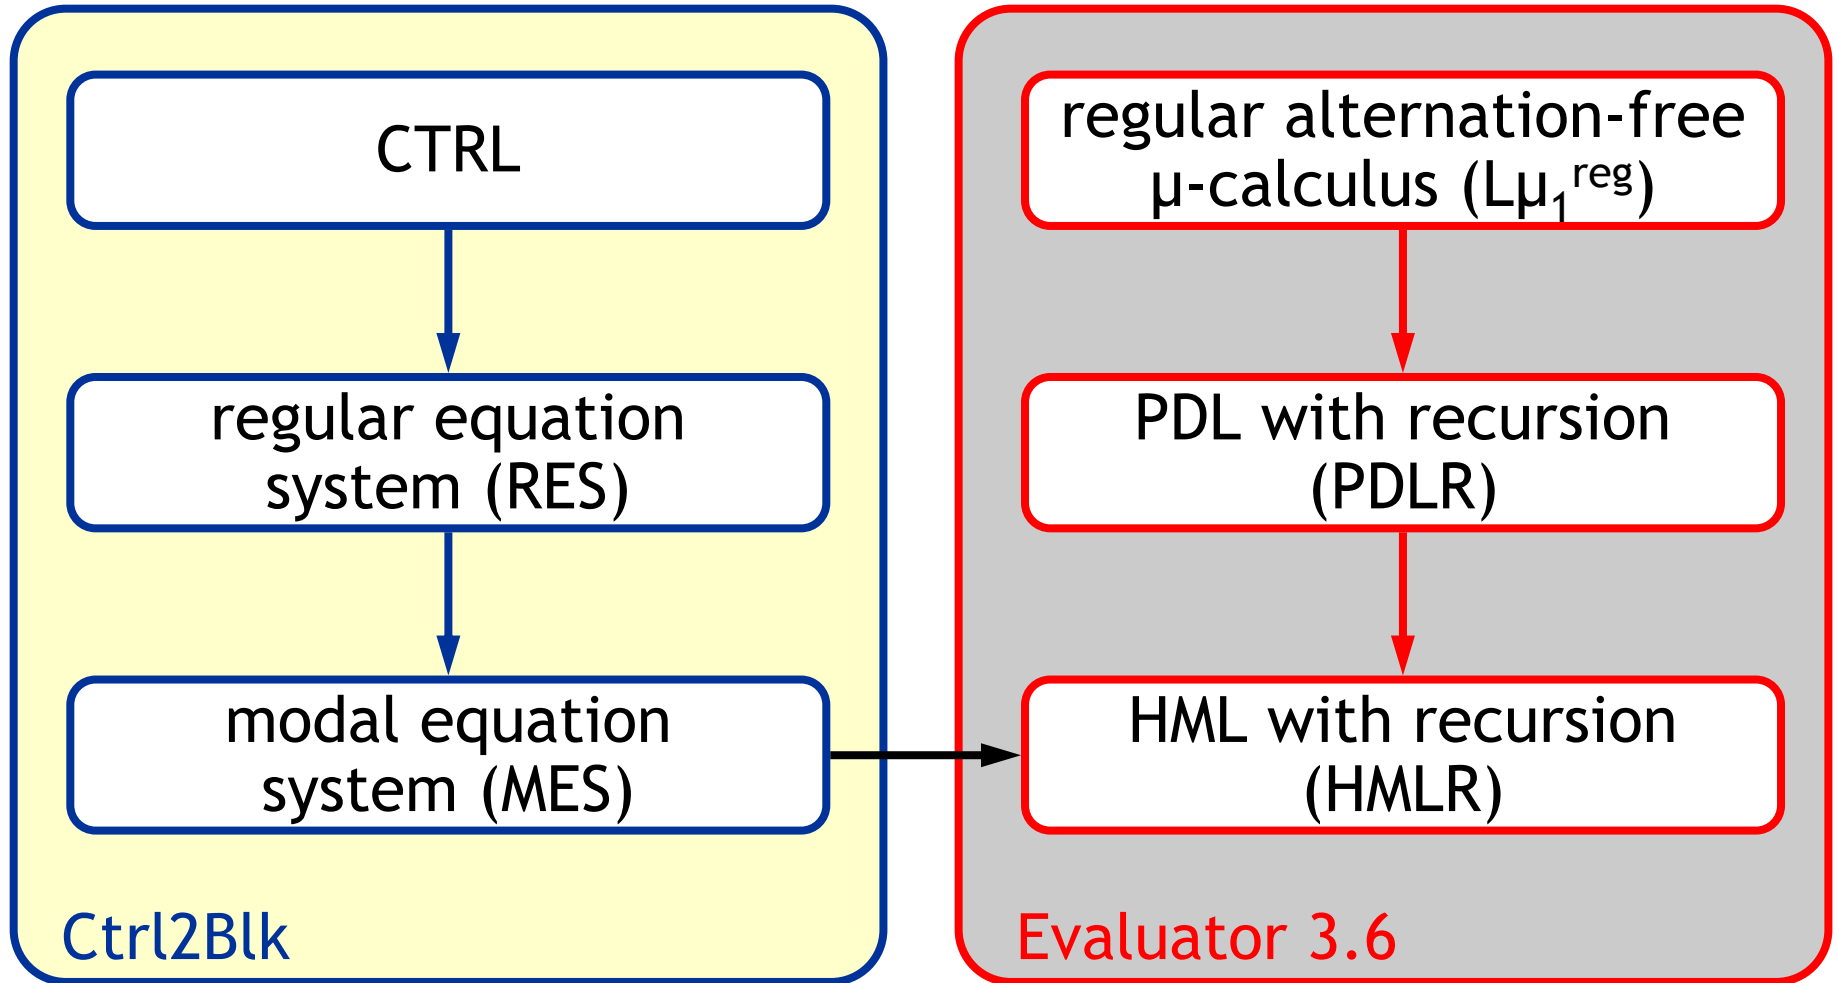 CTRL
regular equation
system (RES)
modal equation
system (MES)
Ctrl2Blk
regular alternation-free
μ-calculus (Lμ₁ʳᵉᵍ)
PDL with recursion
(PDLR)
HML with recursion
(HMLR)
Evaluator 3.6